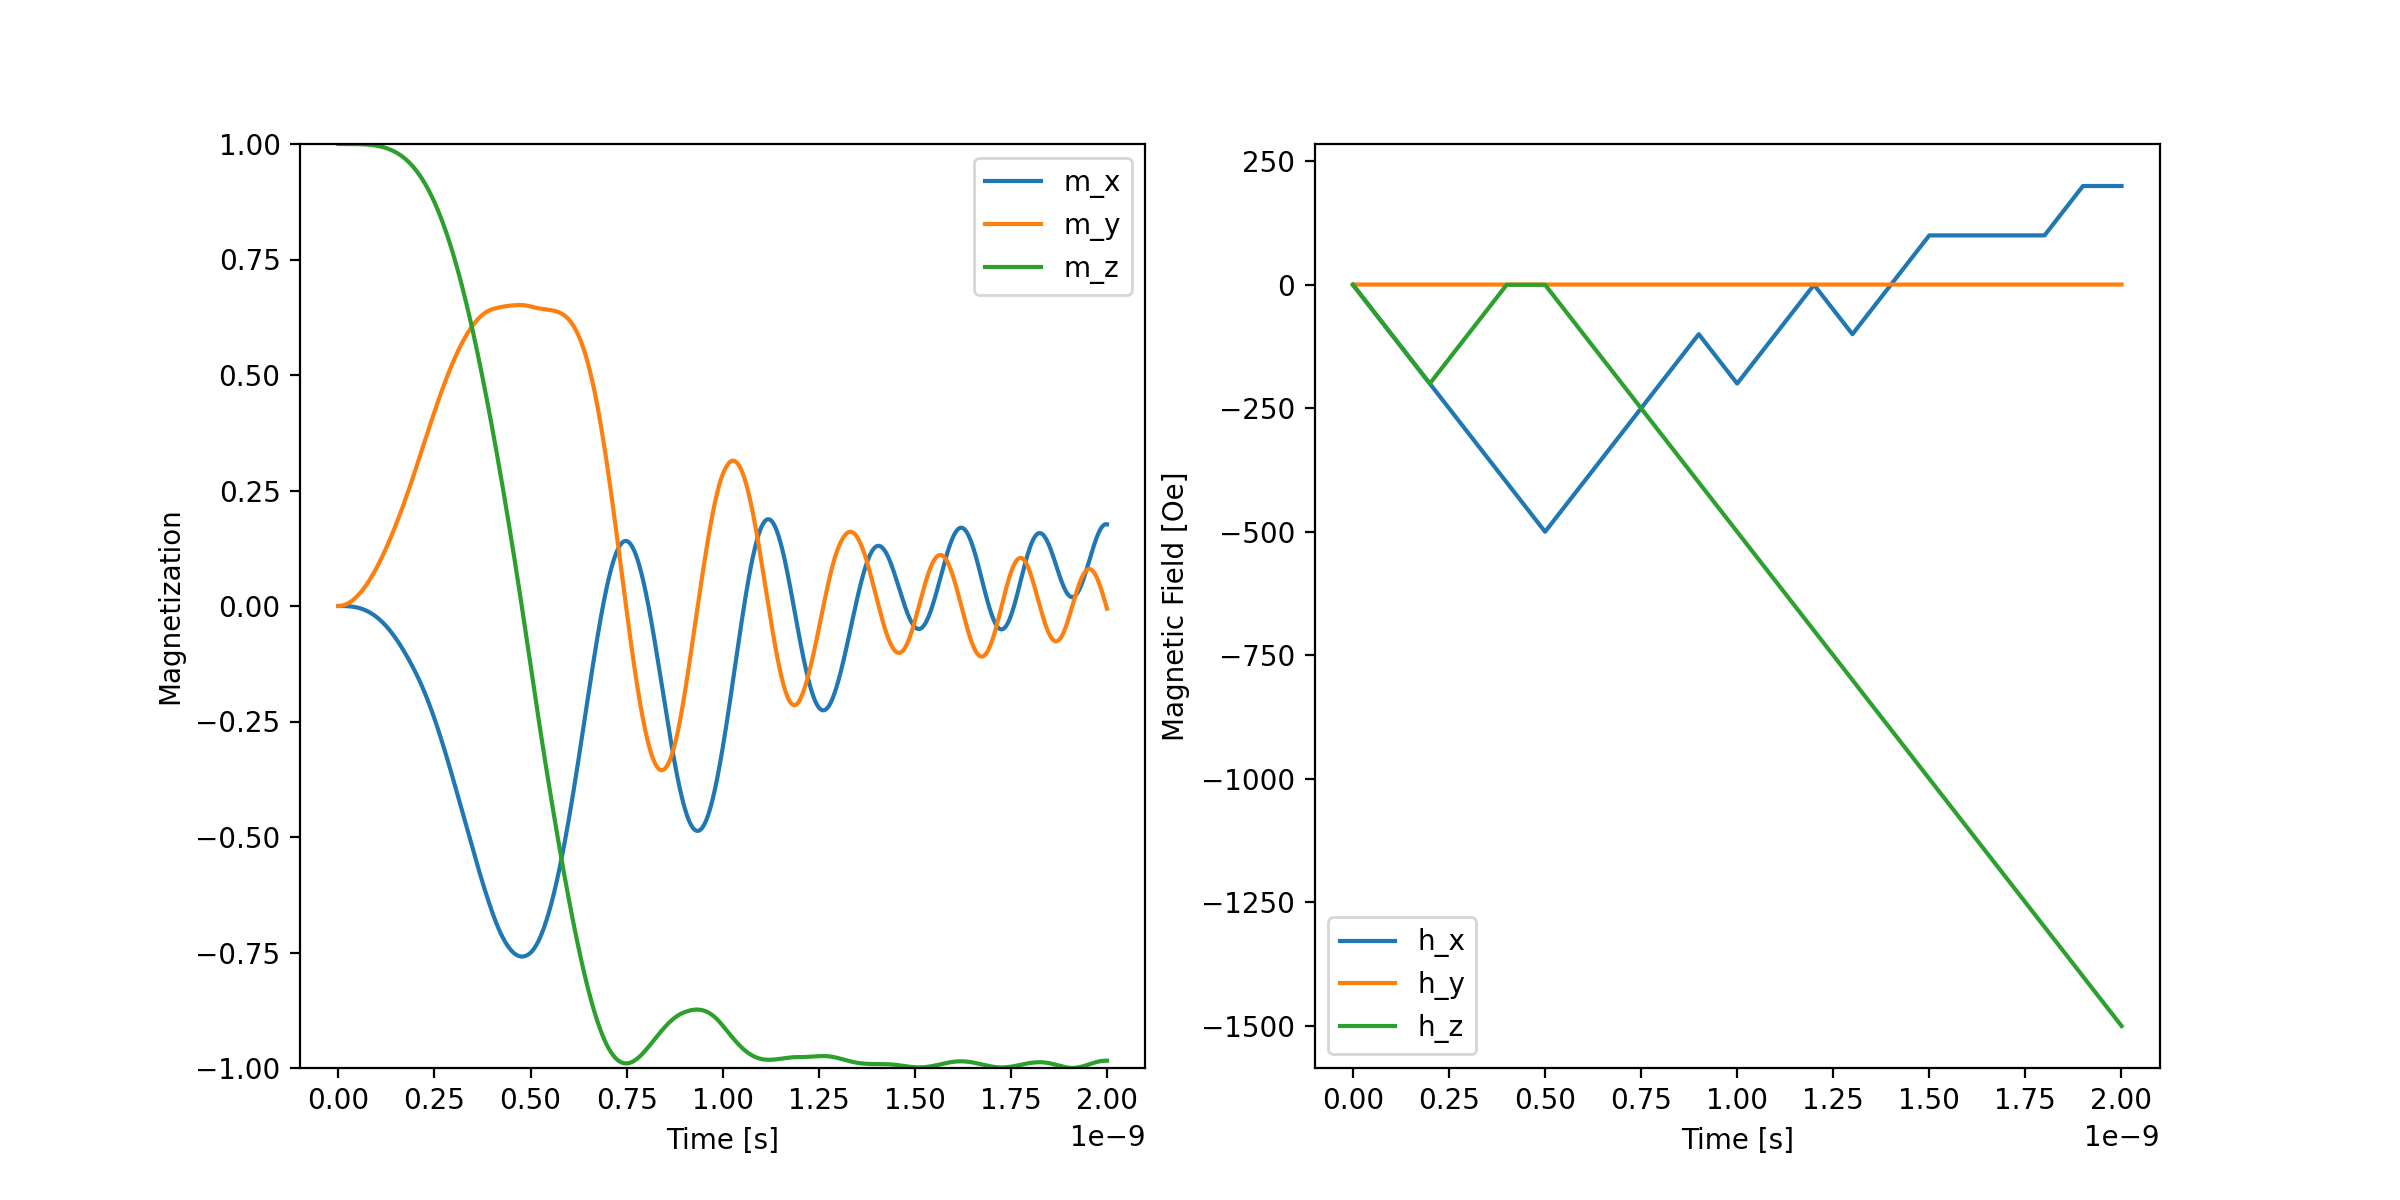 1.00
0.75
0.50
0.25
0.00
−0.25
−0.50
−0.75
−1.00
Magnetization
m_x
m_y
m_z
0.00 0.25 0.50 0.75 1.00 1.25 1.50 1.75 2.00
Time [s]
1e−9
250
0
−250
−500
−750
−1000
−1250
−1500
Magnetic Field [Oe]
h_x
h_y
h_z
0.00 0.25 0.50 0.75 1.00 1.25 1.50 1.75 2.00
Time [s]
1e−9